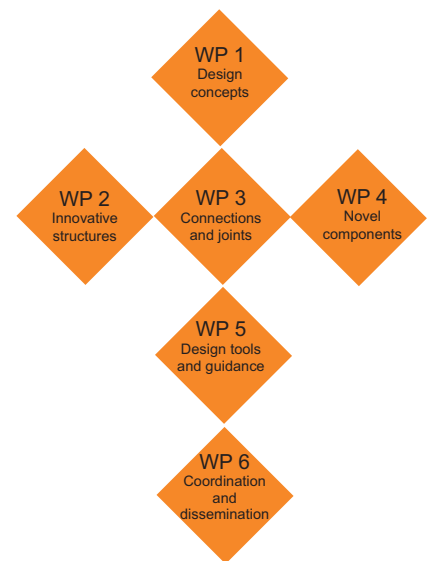 WP 1
Design
concepts
WP 2
Innovative
structures
WP 3
Connections
and joints
WP 4
Novel
components
WP 5
Design tools
and guidance
WP 6
Coordination
and
dissemination